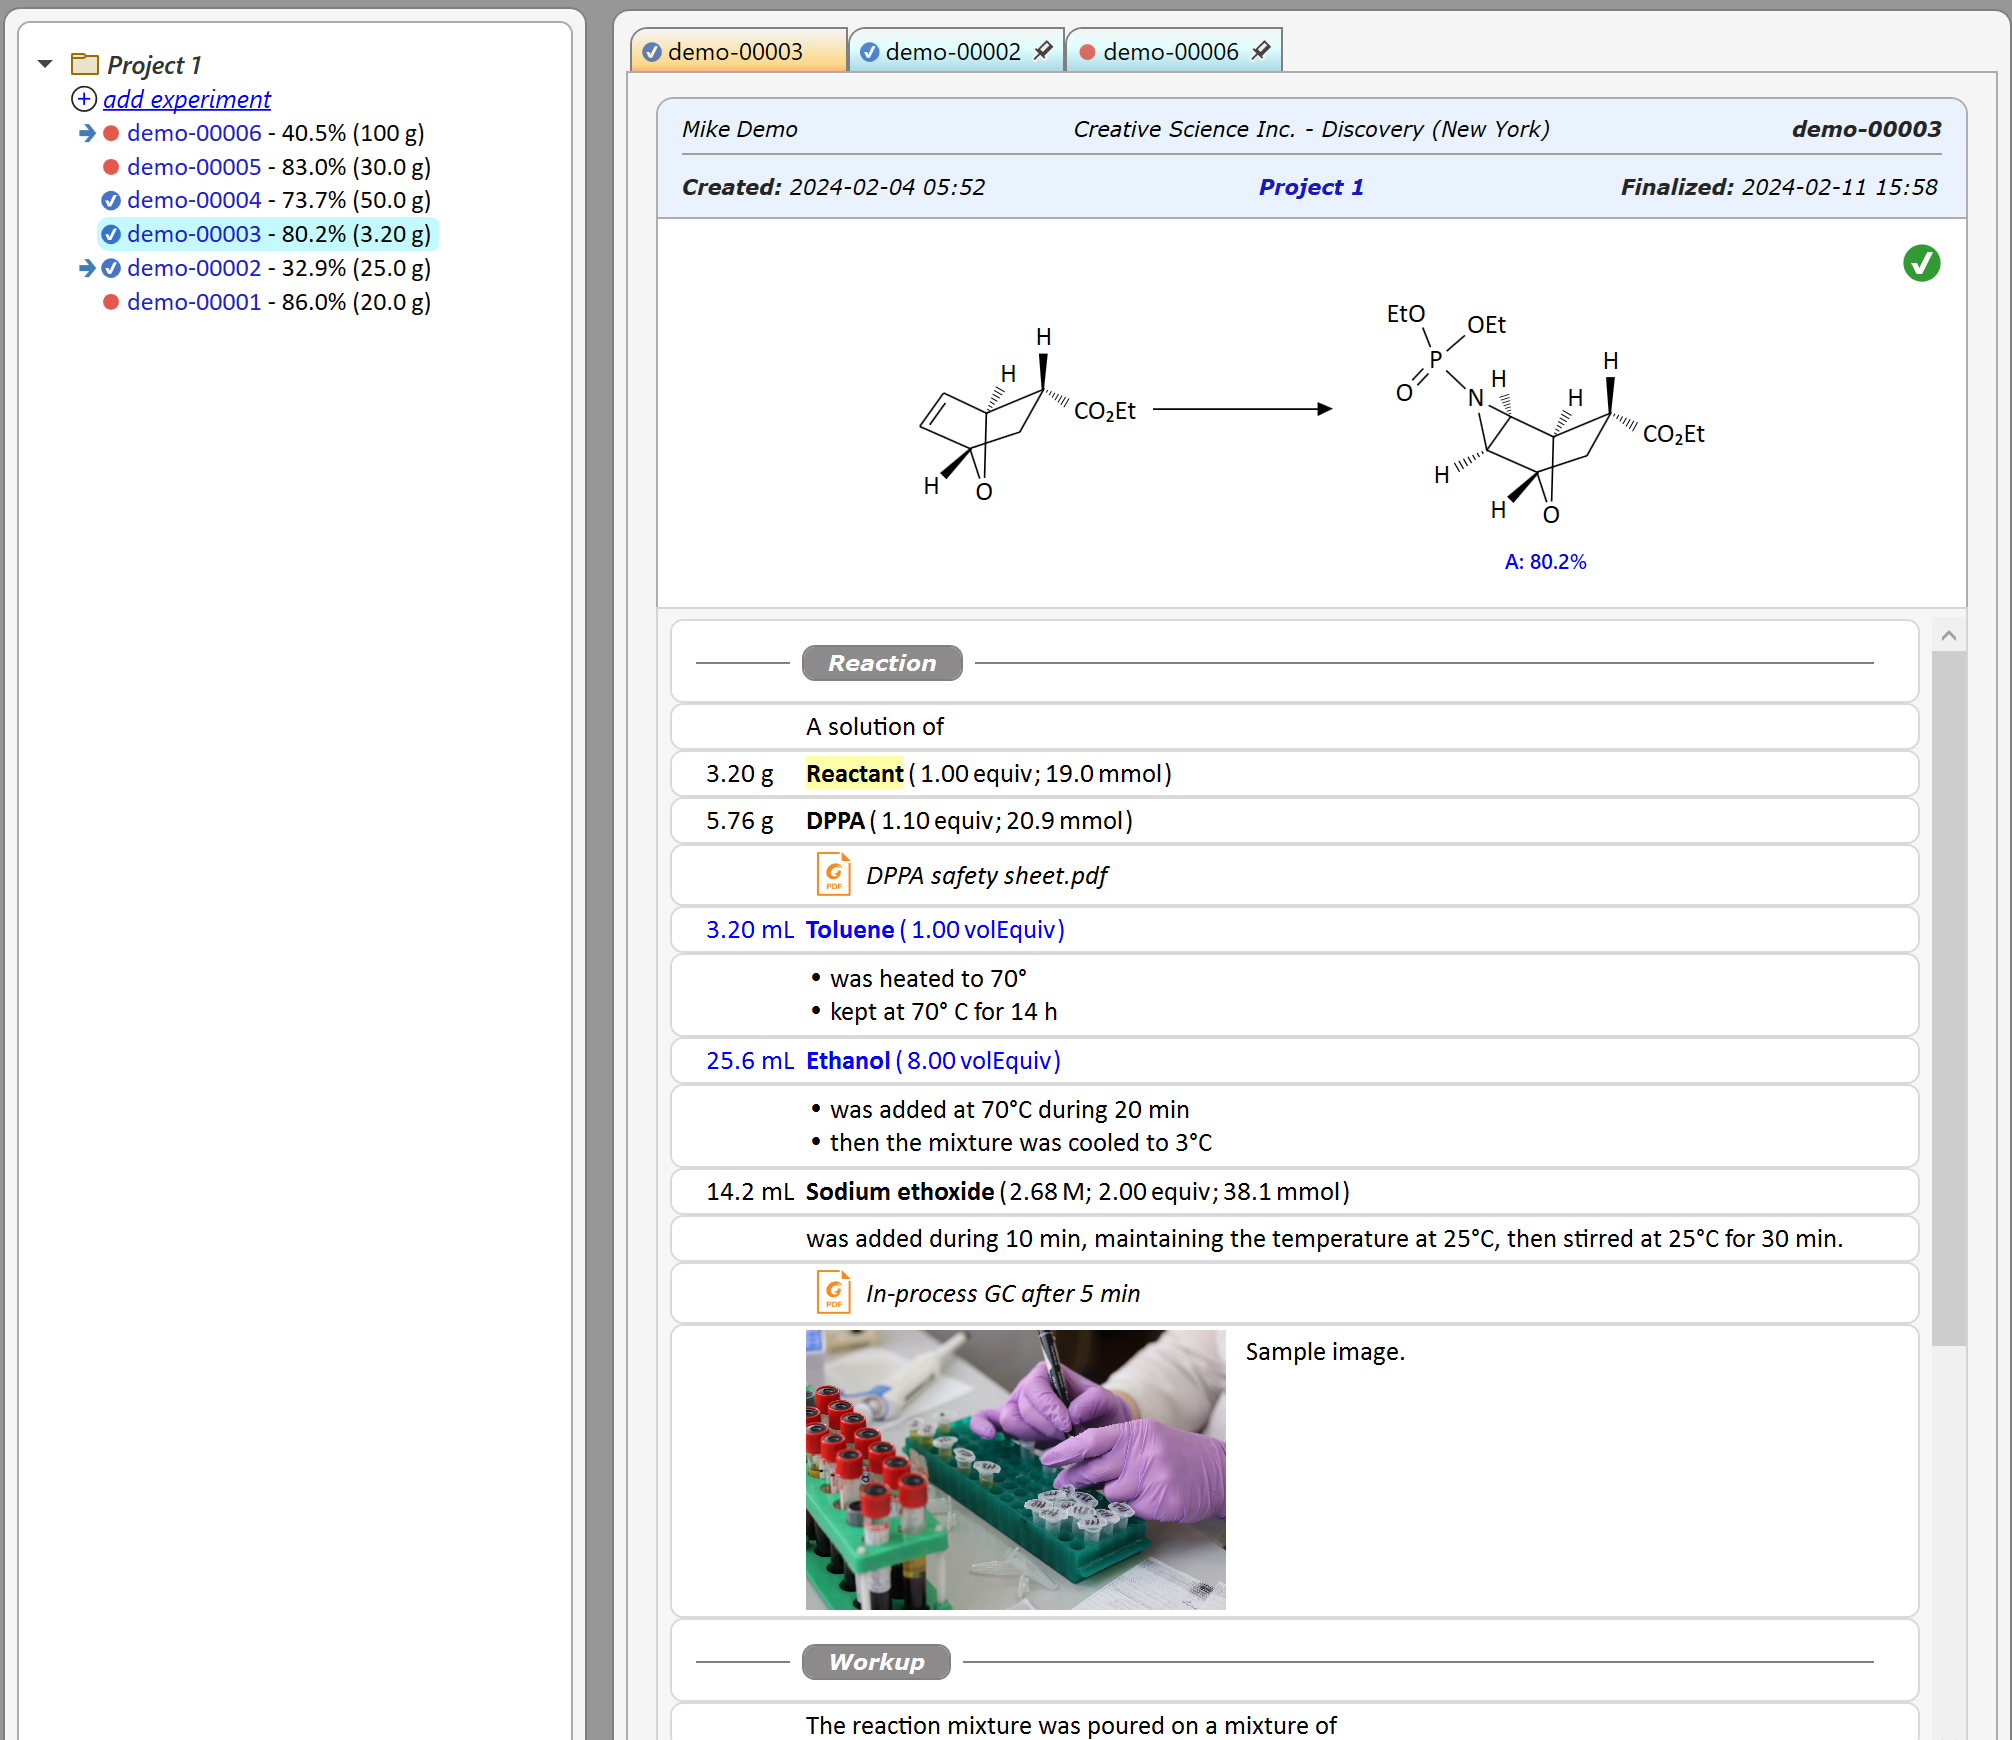 Project 1
add experiment
demo-00006 - 40.5% (100 g)
demo-00005 - 83.0% (30.0 g)
demo-00004 - 73.7% (50.0 g)
demo-00003 - 80.2% (3.20 g)
demo-00002 - 32.9% (25.0 g)
demo-00001 - 86.0% (20.0 g)
demo-00003
demo-00002
demo-00006
Mike Demo
Creative Science Inc. - Discovery (New York)
demo-00003
Created: 2024-02-04 05:52
Project 1
Finalized: 2024-02-11 15:58
H
H
CO₂Et
H
O
EtO
OEt
P
O
N
H
H
H
CO₂Et
H
H
O
A: 80.2%
Reaction
A solution of
3.20 g Reactant (1.00 equiv; 19.0 mmol)
5.76 g DPPA (1.10 equiv; 20.9 mmol)
PDF
DPPA safety sheet.pdf
3.20 mL Toluene (1.00 volEquiv)
• was heated to 70°
• kept at 70° C for 14 h
25.6 mL Ethanol (8.00 volEquiv)
• was added at 70°C during 20 min
• then the mixture was cooled to 3°C
14.2 mL Sodium ethoxide (2.68 M; 2.00 equiv; 38.1 mmol)
was added during 10 min, maintaining the temperature at 25°C, then stirred at 25°C for 30 min.
PDF
In-process GC after 5 min
Sample image.
Workup
The reaction mixture was poured on a mixture of